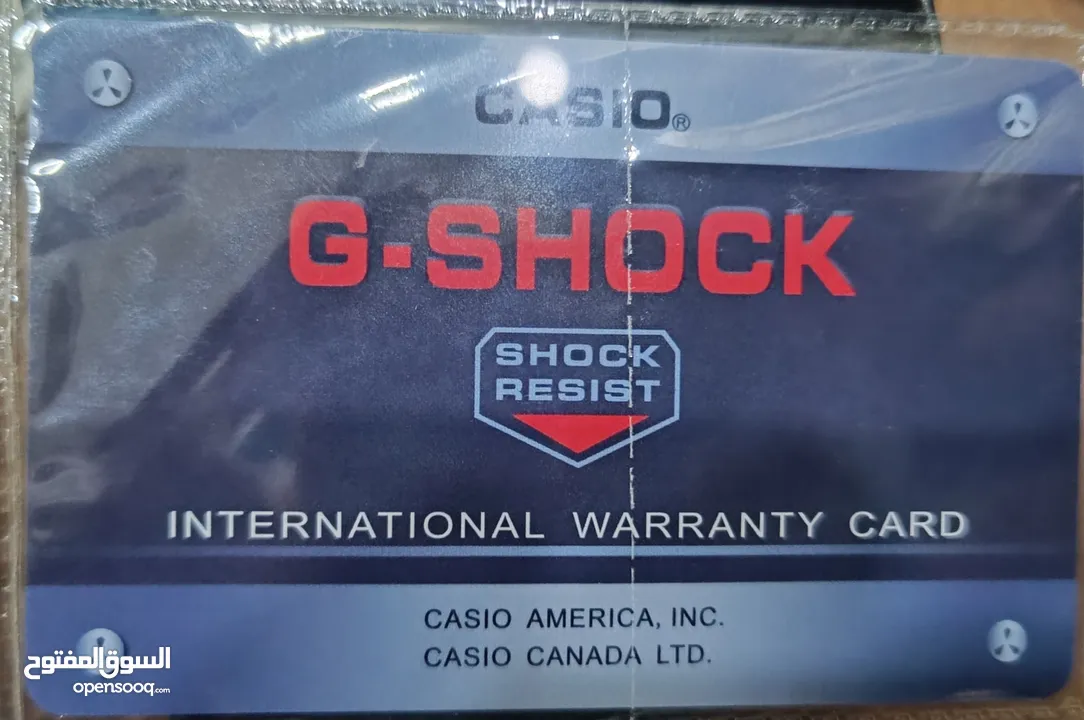 CASIO®
G-SHOCK
SHOCK
RESIST
INTERNATIONAL WARRANTY CARD
CASIO AMERICA, INC.
CASIO CANADA LTD.
السوق المفتوح
opensooq.com